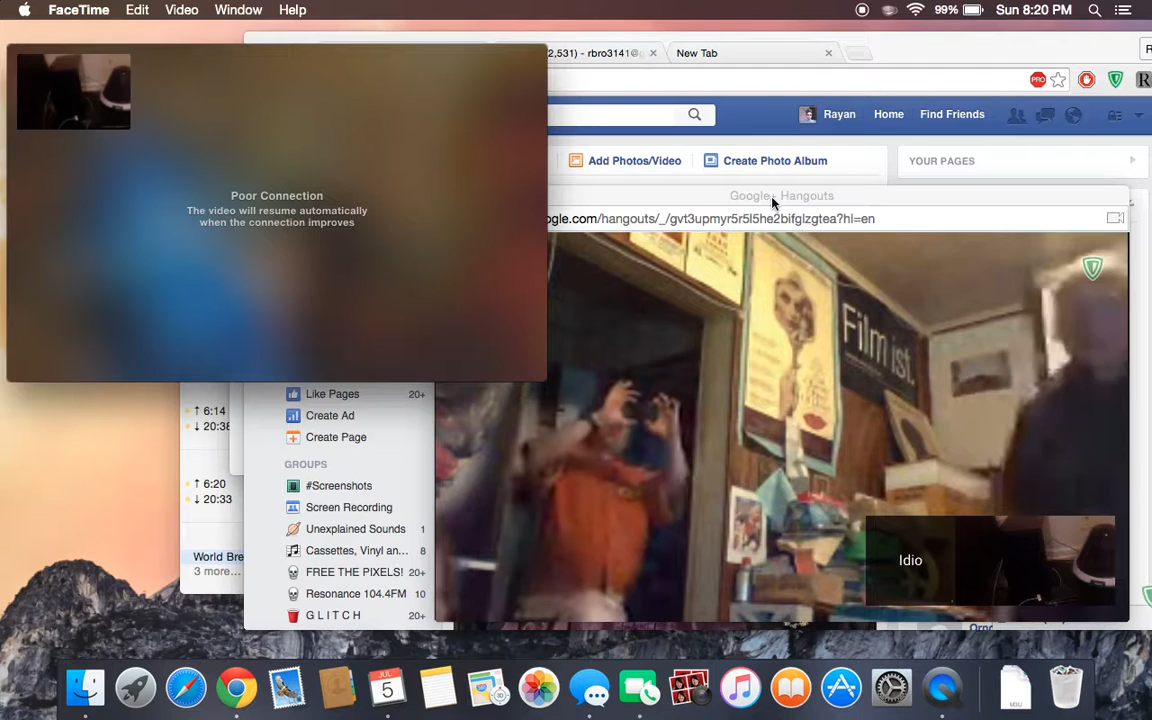 FaceTime Edit Video Window Help 99% Sun 8:20 PM
2,531) - rbro3141@g
New Tab
PRO
R
Rayan Home Find Friends
Add Photos/Video Create Photo Album YOUR PAGES
Poor Connection
The video will resume automatically
when the connection improves
Google+ Hangouts
ogle.com/hangouts/_/gvt3upmyr5r5l5he2bifglzgtea?hl=en
Film ist.
Idio
↑ 6:14
↓ 20:38
↑ 6:20
↓ 20:33
World Bre
3 more...
Like Pages 20+
Create Ad
Create Page
GROUPS
#Screenshots
Screen Recording
Unexplained Sounds 1
Cassettes, Vinyl an... 8
FREE THE PIXELS! 20+
Resonance 104.4FM 10
G L I T C H 20+
JUL
5